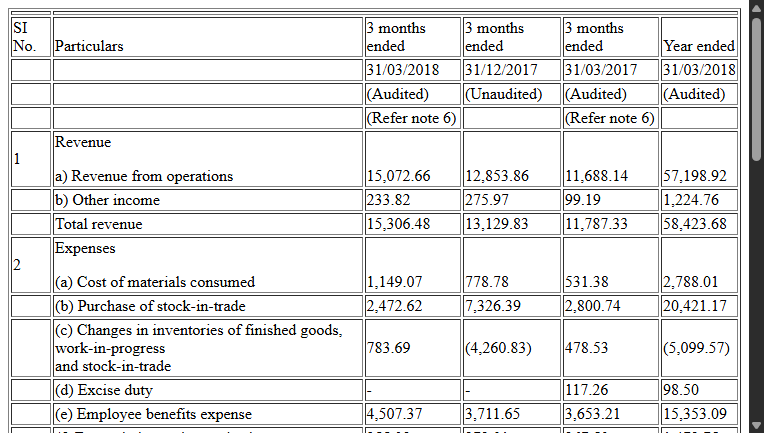 SI No. Particulars 3 months ended 3 months ended 3 months ended Year ended
31/03/2018 31/12/2017 31/03/2017 31/03/2018
(Audited) (Unaudited) (Audited) (Audited)
(Refer note 6) (Refer note 6)
1 Revenue
a) Revenue from operations 15,072.66 12,853.86 11,688.14 57,198.92
b) Other income 233.82 275.97 99.19 1,224.76
Total revenue 15,306.48 13,129.83 11,787.33 58,423.68
2 Expenses
(a) Cost of materials consumed 1,149.07 778.78 531.38 2,788.01
(b) Purchase of stock-in-trade 2,472.62 7,326.39 2,800.74 20,421.17
(c) Changes in inventories of finished goods,
work-in-progress 783.69 (4,260.83) 478.53 (5,099.57)
and stock-in-trade
(d) Excise duty - - 117.26 98.50
(e) Employee benefits expense 4,507.37 3,711.65 3,653.21 15,353.09